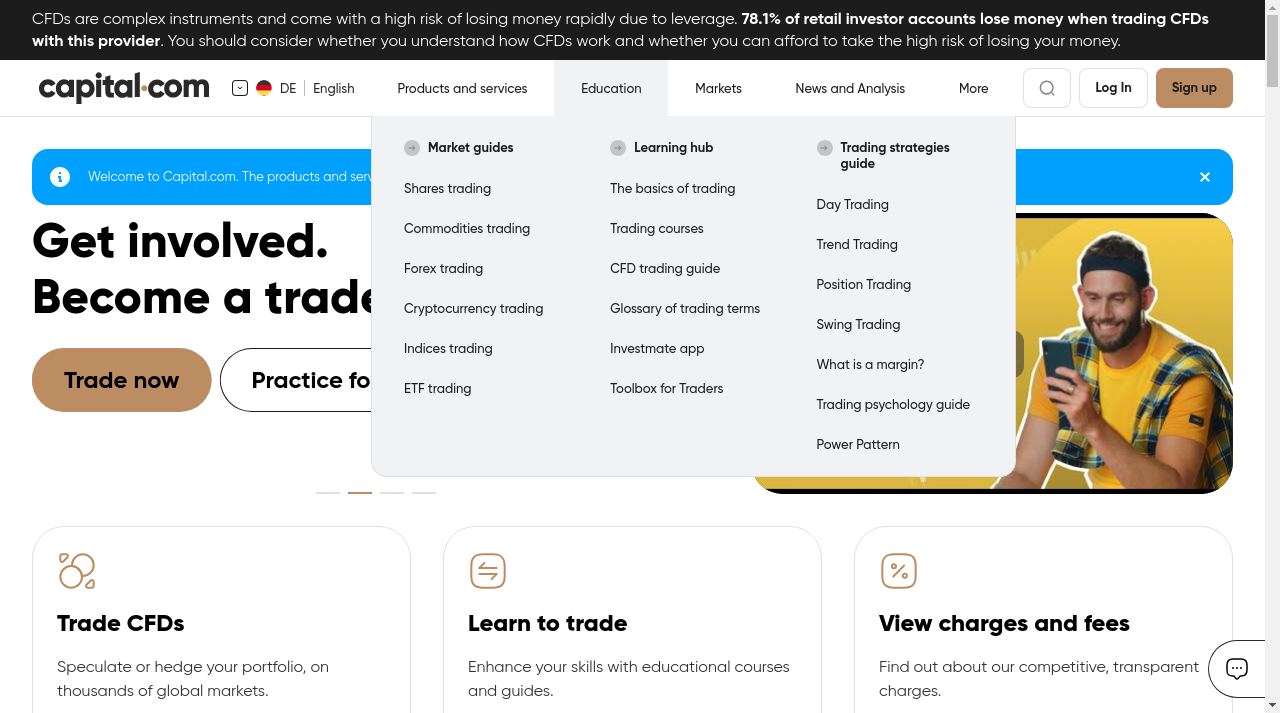 CFDs are complex instruments and come with a high risk of losing money rapidly due to leverage. 78.1% of retail investor accounts lose money when trading CFDs
with this provider. You should consider whether you understand how CFDs work and whether you can afford to take the high risk of losing your money.
capital.com
DE English
Products and services
Education
Markets
News and Analysis
More
Log In
Sign up
Market guides
Shares trading
Commodities trading
Forex trading
Cryptocurrency trading
Indices trading
ETF trading
Learning hub
The basics of trading
Trading courses
CFD trading guide
Glossary of trading terms
Investmate app
Toolbox for Traders
Trading strategies
guide
Day Trading
Trend Trading
Position Trading
Swing Trading
What is a margin?
Trading psychology guide
Power Pattern
Welcome to Capital.com. The products and serv
Get involved.
Become a trade
Trade now
Practice fo
Trade CFDs
Speculate or hedge your portfolio, on
thousands of global markets.
Learn to trade
Enhance your skills with educational courses
and guides.
View charges and fees
Find out about our competitive, transparent
charges.